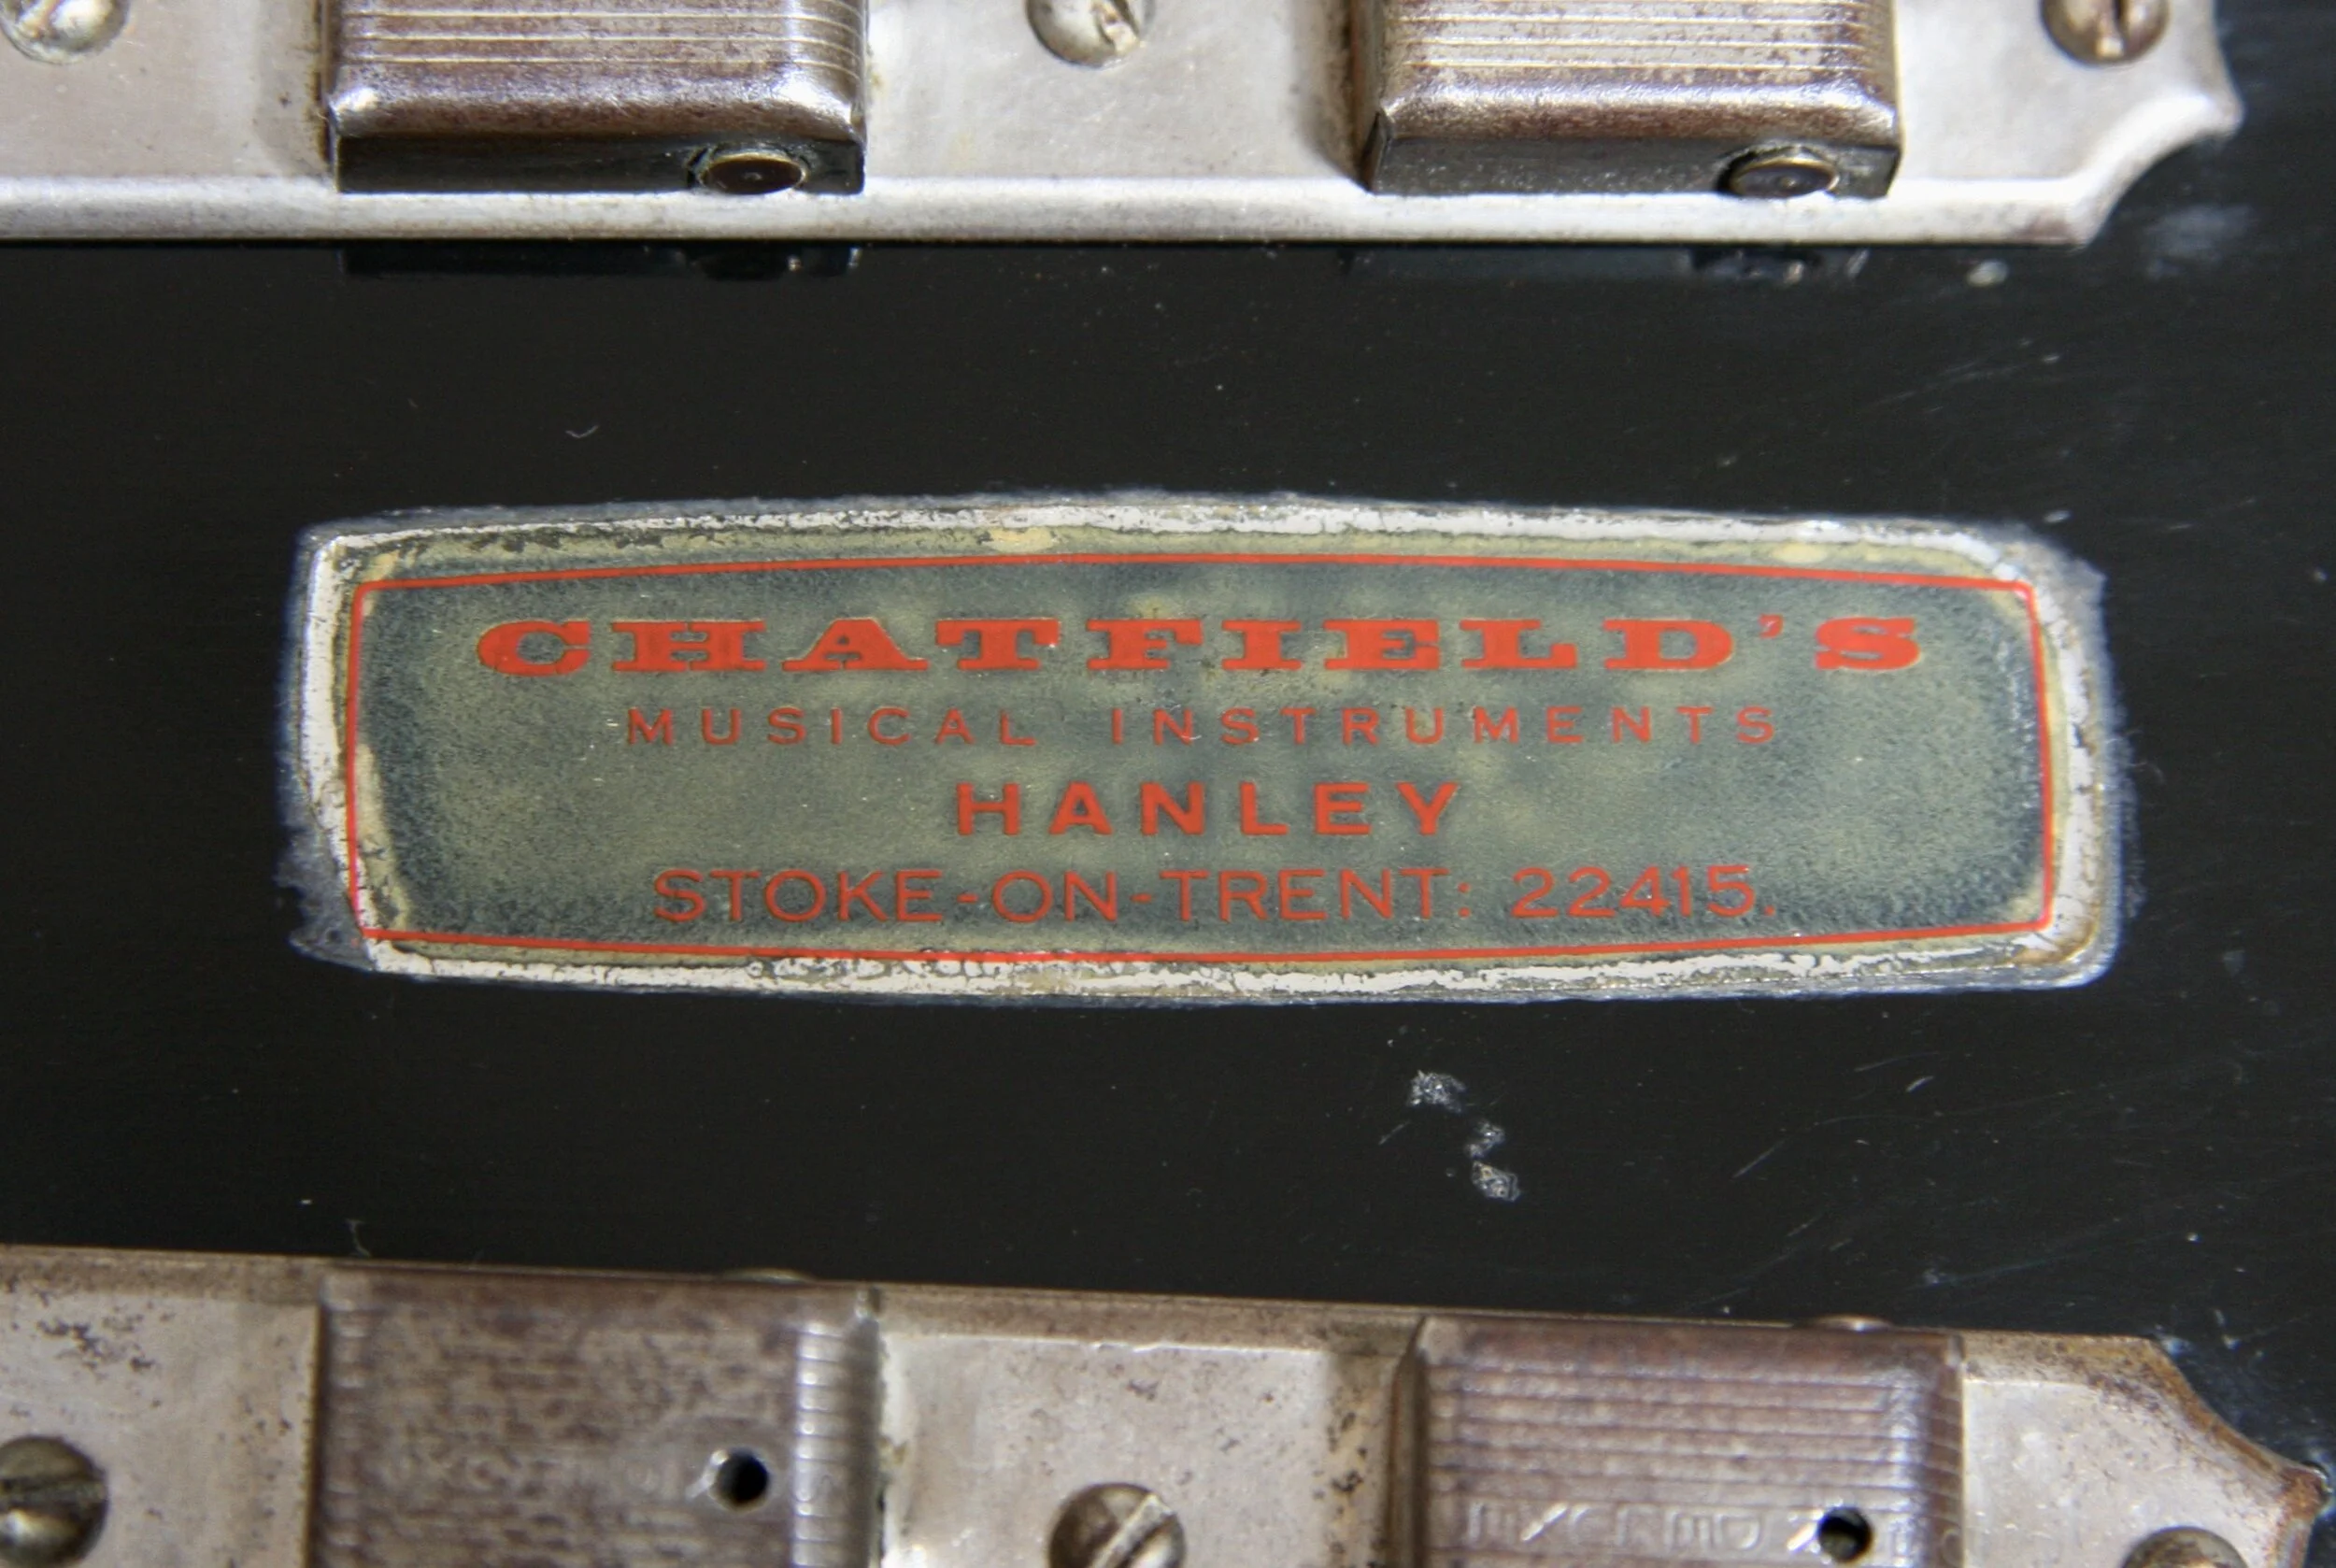 CHATFIELD'S
MUSICAL INSTRUMENTS
HANLEY
STOKE-ON-TRENT: 22415.